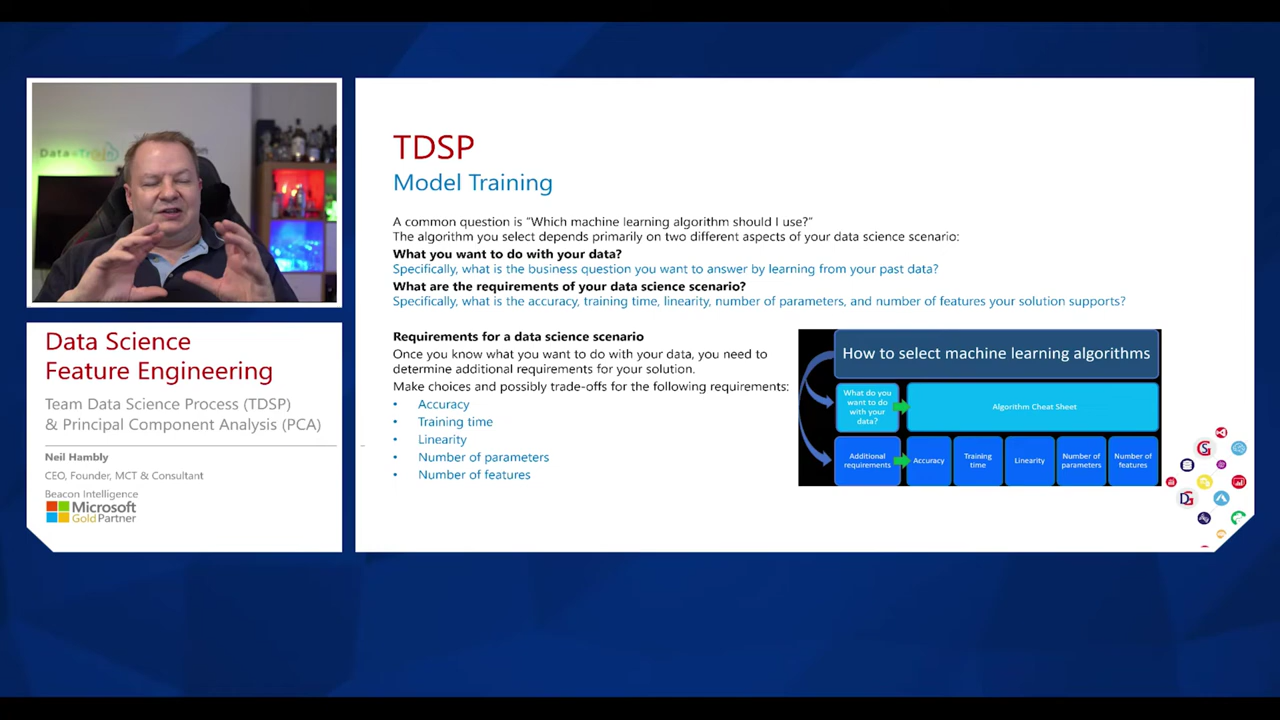 Data
TDSP
Model Training
A common question is “Which machine learning algorithm should I use?”
The algorithm you select depends primarily on two different aspects of your data science scenario:
What you want to do with your data?
Specifically, what is the business question you want to answer by learning from your past data?
What are the requirements of your data science scenario?
Specifically, what is the accuracy, training time, linearity, number of parameters, and number of features your solution supports?
Requirements for a data science scenario
Once you know what you want to do with your data, you need to
determine additional requirements for your solution.
Make choices and possibly trade-offs for the following requirements:
• Accuracy
• Training time
• Linearity
• Number of parameters
• Number of features
How to select machine learning algorithms
What do you
want to do
with your
data?
Algorithm Cheat Sheet
Additional
requirements
Accuracy
Training
time
Linearity
Number of
parameters
Number of
features
Data Science
Feature Engineering
Team Data Science Process (TDSP)
& Principal Component Analysis (PCA)
Neil Hambly
CEO, Founder, MCT & Consultant
Beacon Intelligence
Microsoft
Gold Partner